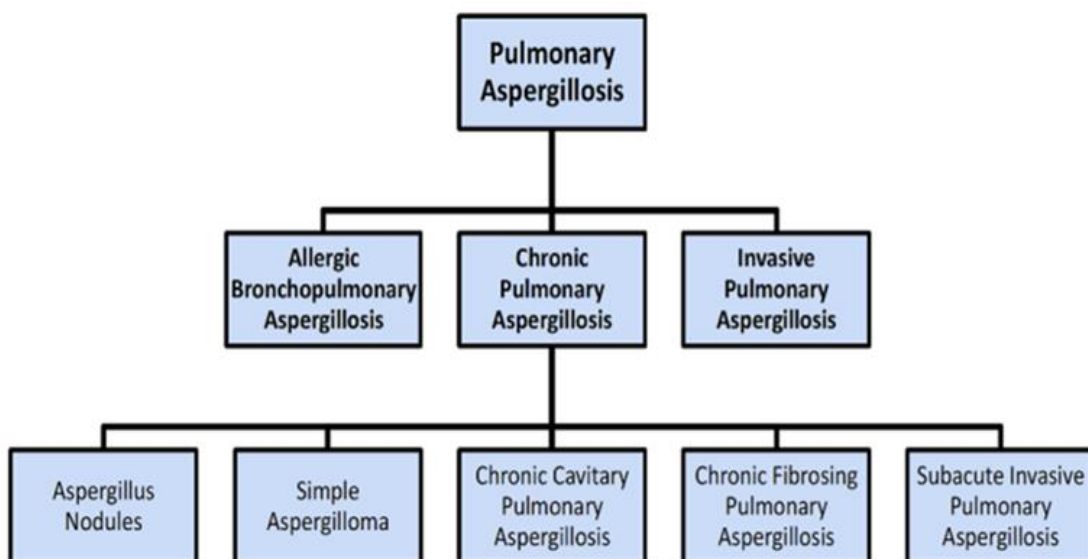 Pulmonary
Aspergillosis
Allergic
Bronchopulmonary
Aspergillosis
Chronic
Pulmonary
Aspergillosis
Invasive
Pulmonary
Aspergillosis
Aspergillus
Nodules
Simple
Aspergilloma
Chronic Cavitary
Pulmonary
Aspergillosis
Chronic Fibrosing
Pulmonary
Aspergillosis
Subacute Invasive
Pulmonary
Aspergillosis